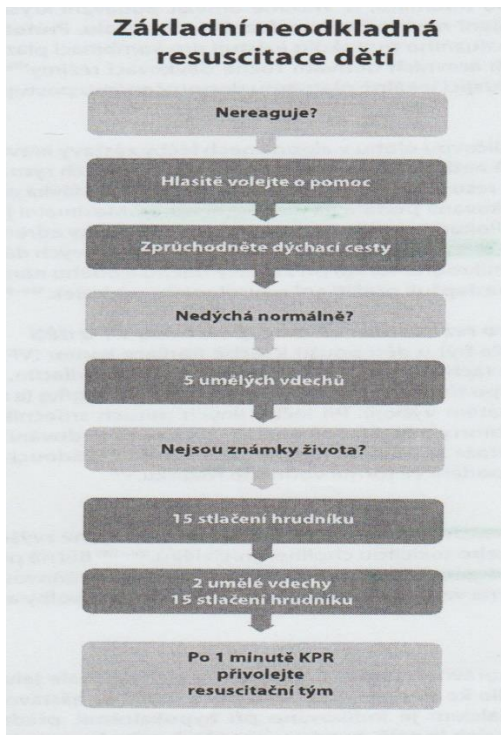 Základní neodkladná
resuscitace dětí
Nereaguje?
Hlasitě volejte o pomoc
Zprůchodněte dýchací cesty
Nedýchá normálně?
5 umělých vdechů
Nejsou známky života?
15 stlačení hrudníku
2 umělé vdechy
15 stlačení hrudníku
Po 1 minutě KPR
přivolejte
resuscitační tým